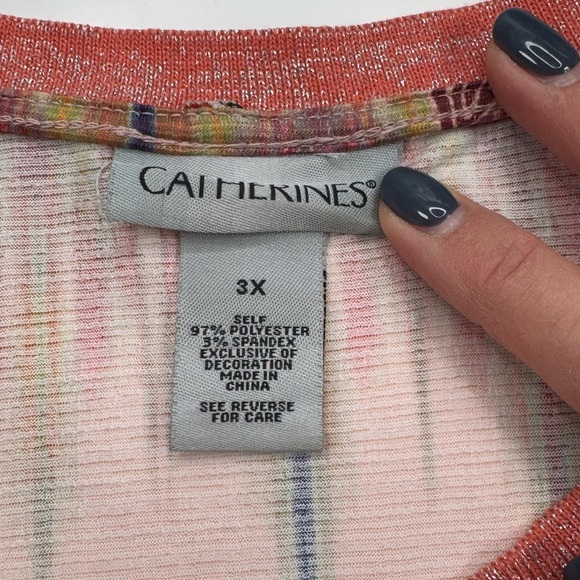 CATHERINES®
3X
SELF
97% POLYESTER
3% SPANDEX
EXCLUSIVE OF
DECORATION
MADE IN
CHINA
SEE REVERSE
FOR CARE